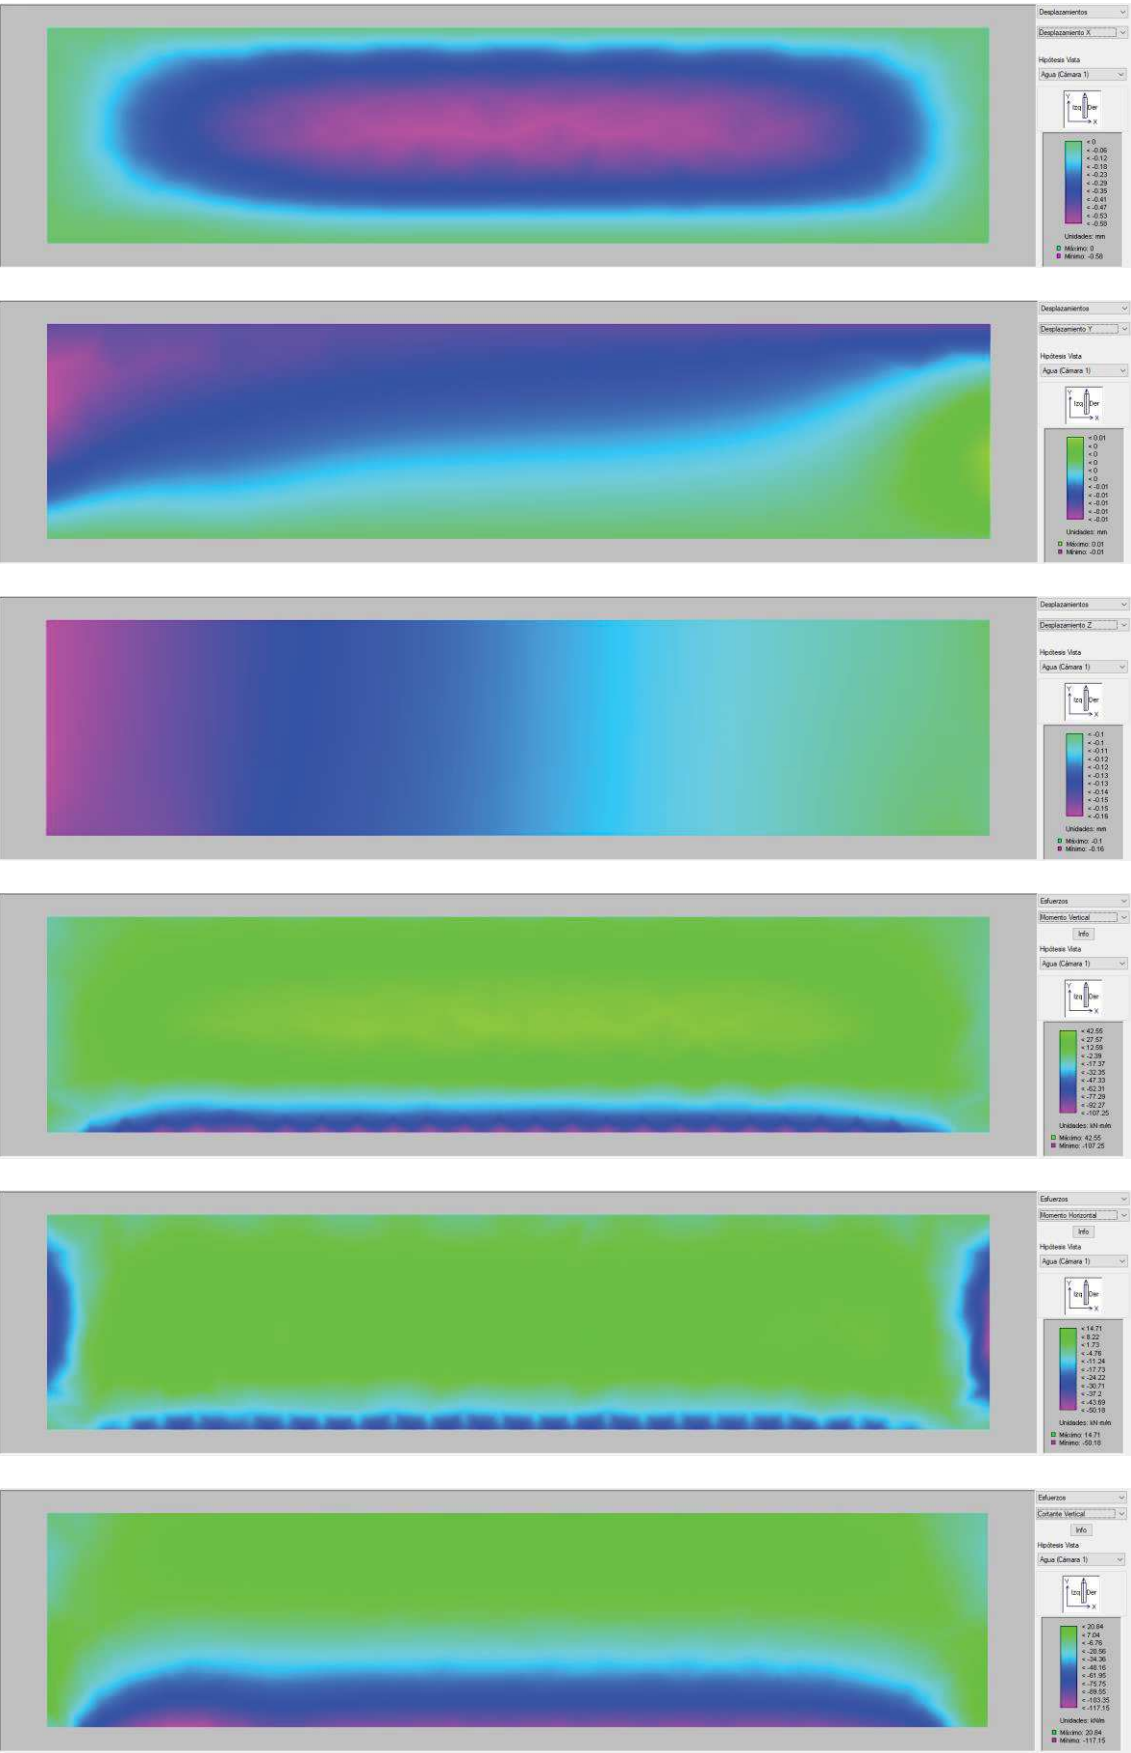 Desplazamientos
Desplazamiento X
Hipótesis Vista
Agua (Cámara 1)
Y
Izq Der
X
< 0
< -0.06
< -0.12
< -0.18
< -0.23
< -0.29
< -0.35
< -0.41
< -0.47
< -0.53
< -0.58
Unidades: mm
Máximo: 0
Mínimo: -0.58
Desplazamientos
Desplazamiento Y
Hipótesis Vista
Agua (Cámara 1)
Y
Izq Der
X
< 0.01
< 0
< 0
< 0
< 0
< 0
< -0.01
< -0.01
< -0.01
< -0.01
< -0.01
Unidades: mm
Máximo: 0.01
Mínimo: -0.01
Desplazamientos
Desplazamiento Z
Hipótesis Vista
Agua (Cámara 1)
Y
Izq Der
X
< -0.1
< -0.1
< -0.11
< -0.12
< -0.12
< -0.13
< -0.13
< -0.14
< -0.15
< -0.15
< -0.16
Unidades: mm
Máximo: -0.1
Mínimo: -0.16
Esfuerzos
Momento Vertical
Info
Hipótesis Vista
Agua (Cámara 1)
Y
Izq Der
X
< 42.55
< 27.57
< 12.59
< -2.39
< -17.37
< -32.35
< -47.33
< -62.31
< -77.29
< -92.27
< -107.25
Unidades: kN·m/m
Máximo: 42.55
Mínimo: -107.25
Esfuerzos
Momento Horizontal
Info
Hipótesis Vista
Agua (Cámara 1)
Y
Izq Der
X
< 14.71
< 8.22
< 1.73
< -4.76
< -11.24
< -17.73
< -24.22
< -30.71
< -37.2
< -43.69
< -50.18
Unidades: kN·m/m
Máximo: 14.71
Mínimo: -50.18
Esfuerzos
Cortante Vertical
Info
Hipótesis Vista
Agua (Cámara 1)
Y
Izq Der
X
< 20.84
< 7.04
< -6.76
< -20.56
< -34.36
< -48.16
< -61.95
< -75.75
< -89.55
< -103.35
< -117.15
Unidades: kN/m
Máximo: 20.84
Mínimo: -117.15